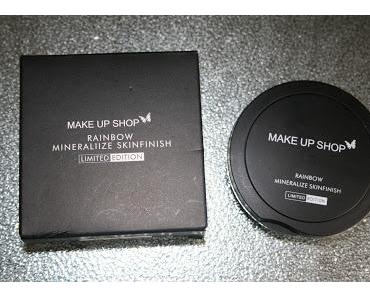 MAKE UP SHOP
RAINBOW
MINERALIIZE SKINFINISH
LIMITED EDITION
MAKE UP SHOP
RAINBOW
MINERALIZE SKINFINISH
LIMITED EDITION